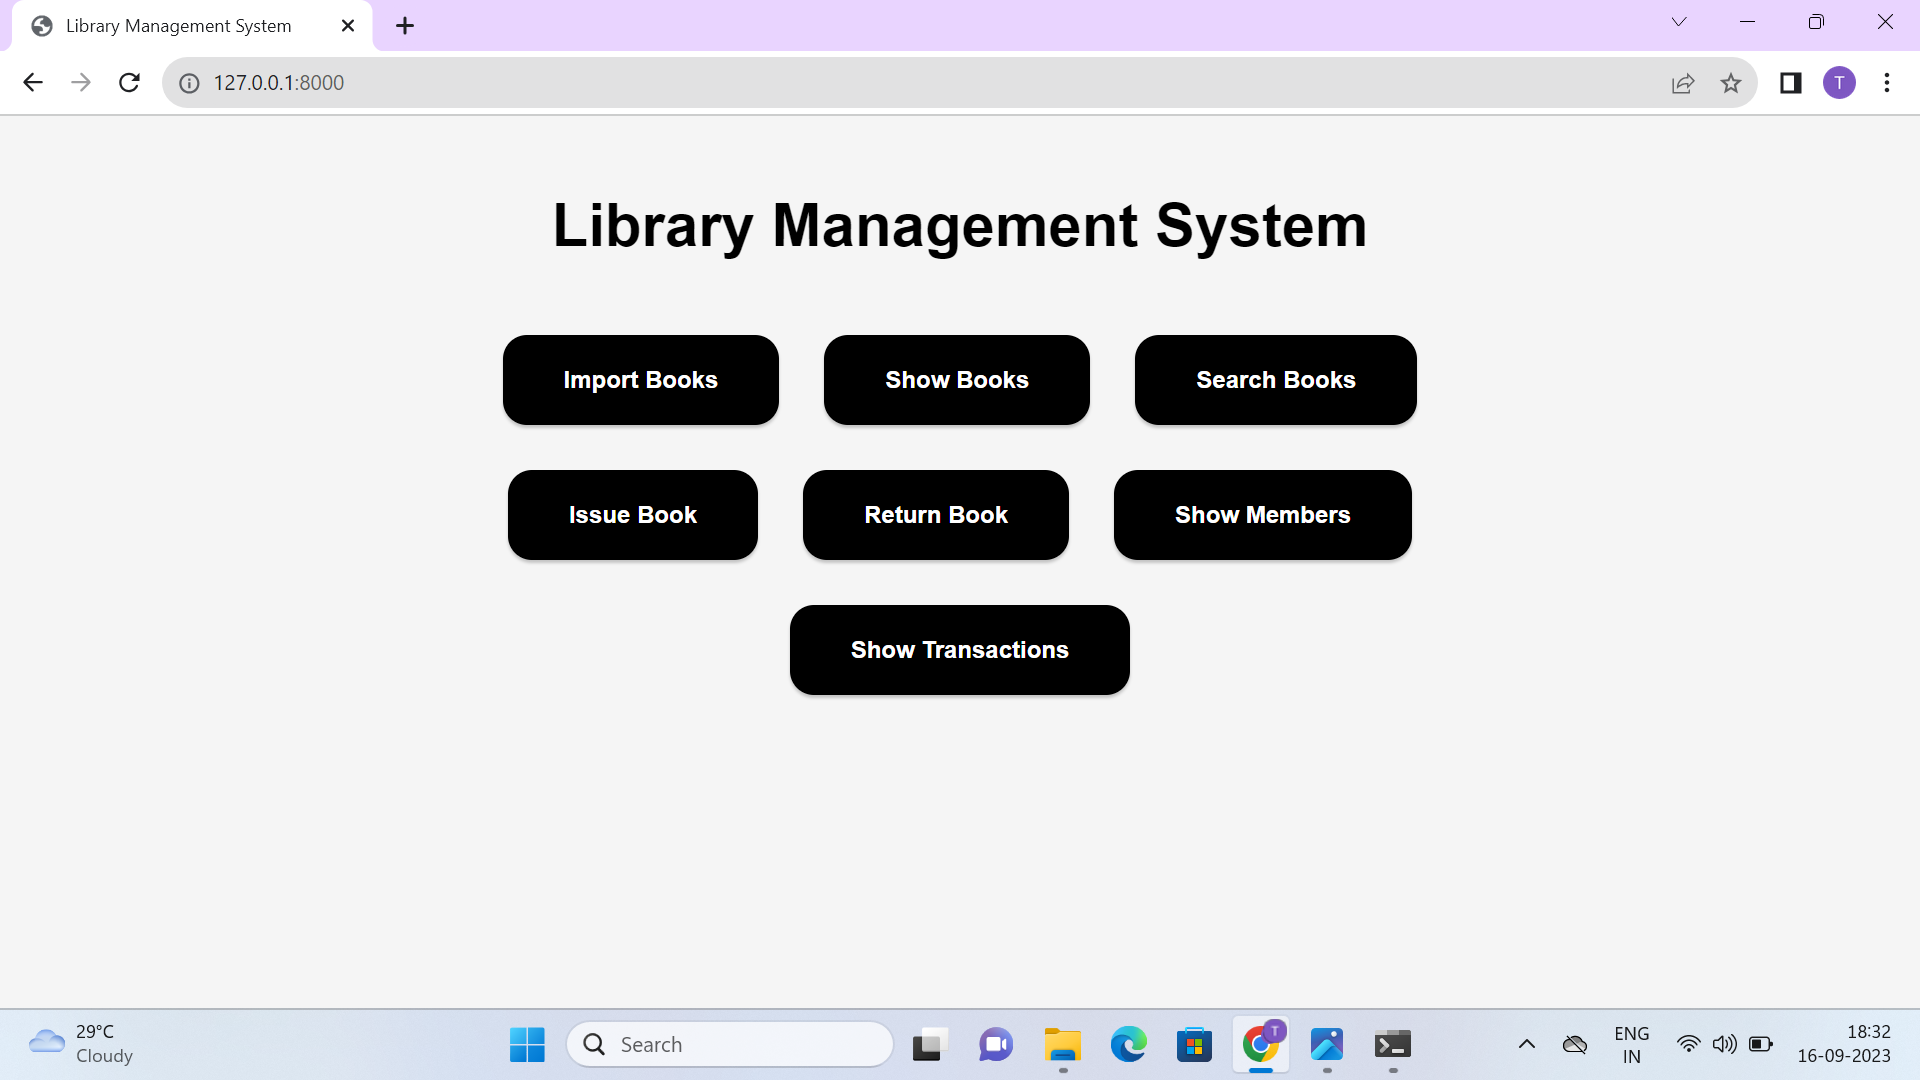 Library Management System
127.0.0.1:8000
T
Library Management System
Import Books
Show Books
Search Books
Issue Book
Return Book
Show Members
Show Transactions
29°C
Cloudy
Search
T
ENG
IN
18:32
16-09-2023